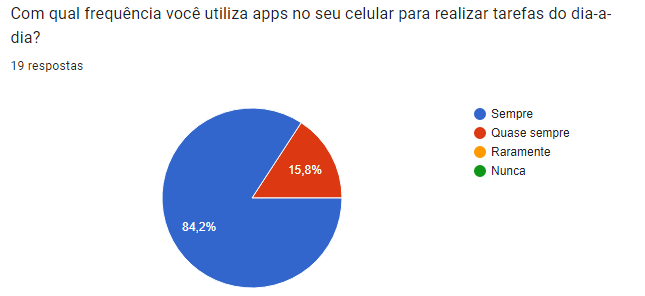 Com qual frequência você utiliza apps no seu celular para realizar tarefas do dia-a-
dia?
19 respostas
Sempre
Quase sempre
Raramente
Nunca
15,8%
84,2%